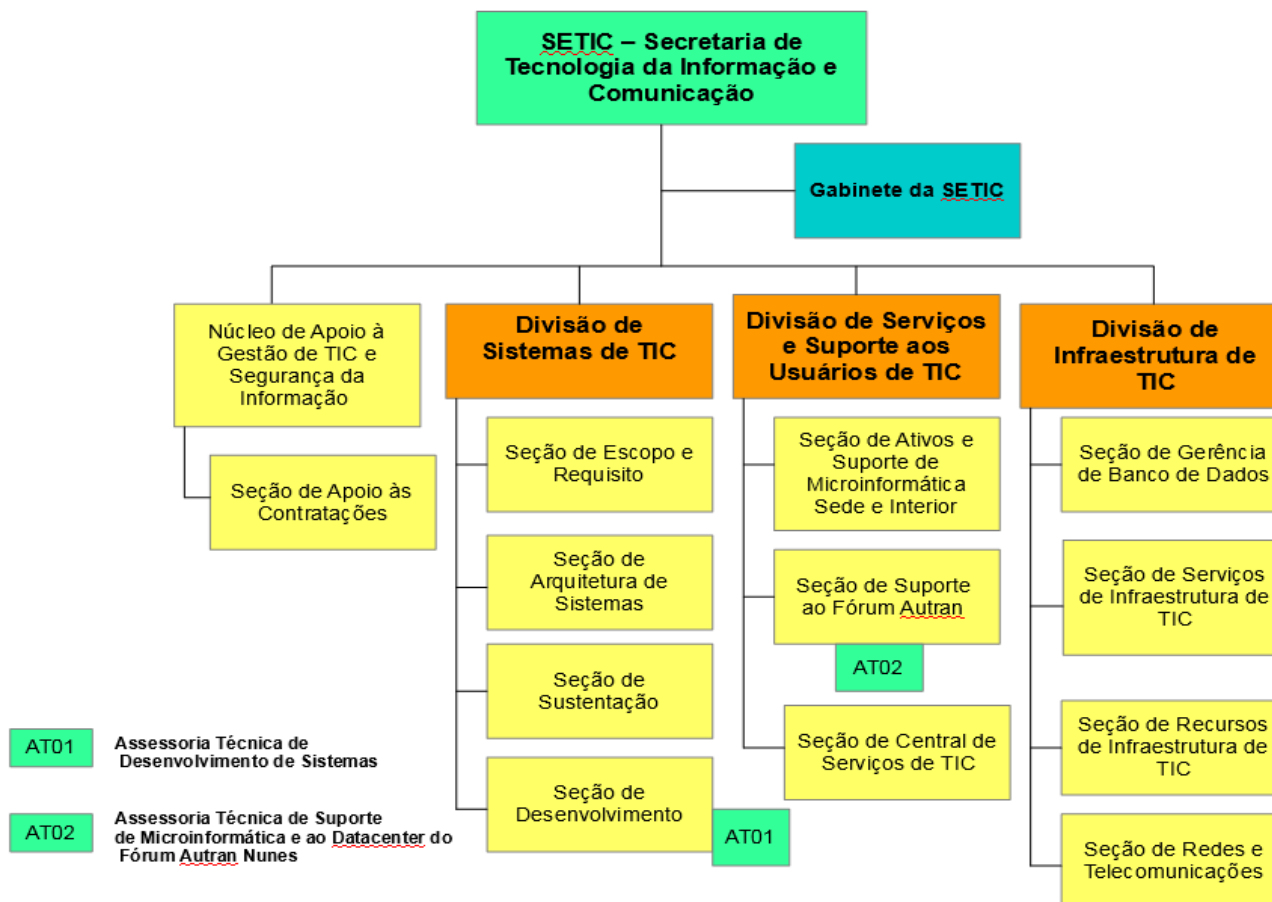 SETIC – Secretaria de
Tecnologia da Informação e
Comunicação
Gabinete da SETIC
Núcleo de Apoio à
Gestão de TIC e
Segurança da
Informação
Seção de Apoio às
Contratações
Divisão de
Sistemas de TIC
Seção de Escopo e
Requisito
Seção de
Arquitetura de
Sistemas
Seção de
Sustentação
Seção de
Desenvolvimento
AT01
Divisão de Serviços
e Suporte aos
Usuários de TIC
Seção de Ativos e
Suporte de
Microinformática
Sede e Interior
Seção de Suporte
ao Fórum Autran
AT02
Seção de Central de
Serviços de TIC
Divisão de
Infraestrutura de
TIC
Seção de Gerência
de Banco de Dados
Seção de Serviços
de Infraestrutura de
TIC
Seção de Recursos
de Infraestrutura de
TIC
Seção de Redes e
Telecomunicações
AT01
Assessoria Técnica de
Desenvolvimento de Sistemas
AT02
Assessoria Técnica de Suporte
de Microinformática e ao Datacenter do
Fórum Autran Nunes